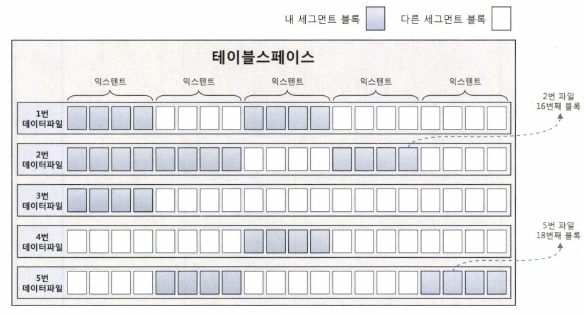 내 세그먼트 블록 다른 세그먼트 블록
테이블스페이스
익스텐트 익스텐트 익스텐트 익스텐트 익스텐트
1번
데이터파일
2번
데이터파일
3번
데이터파일
4번
데이터파일
5번
데이터파일
2번 파일
16번째 블록
5번 파일
18번째 블록